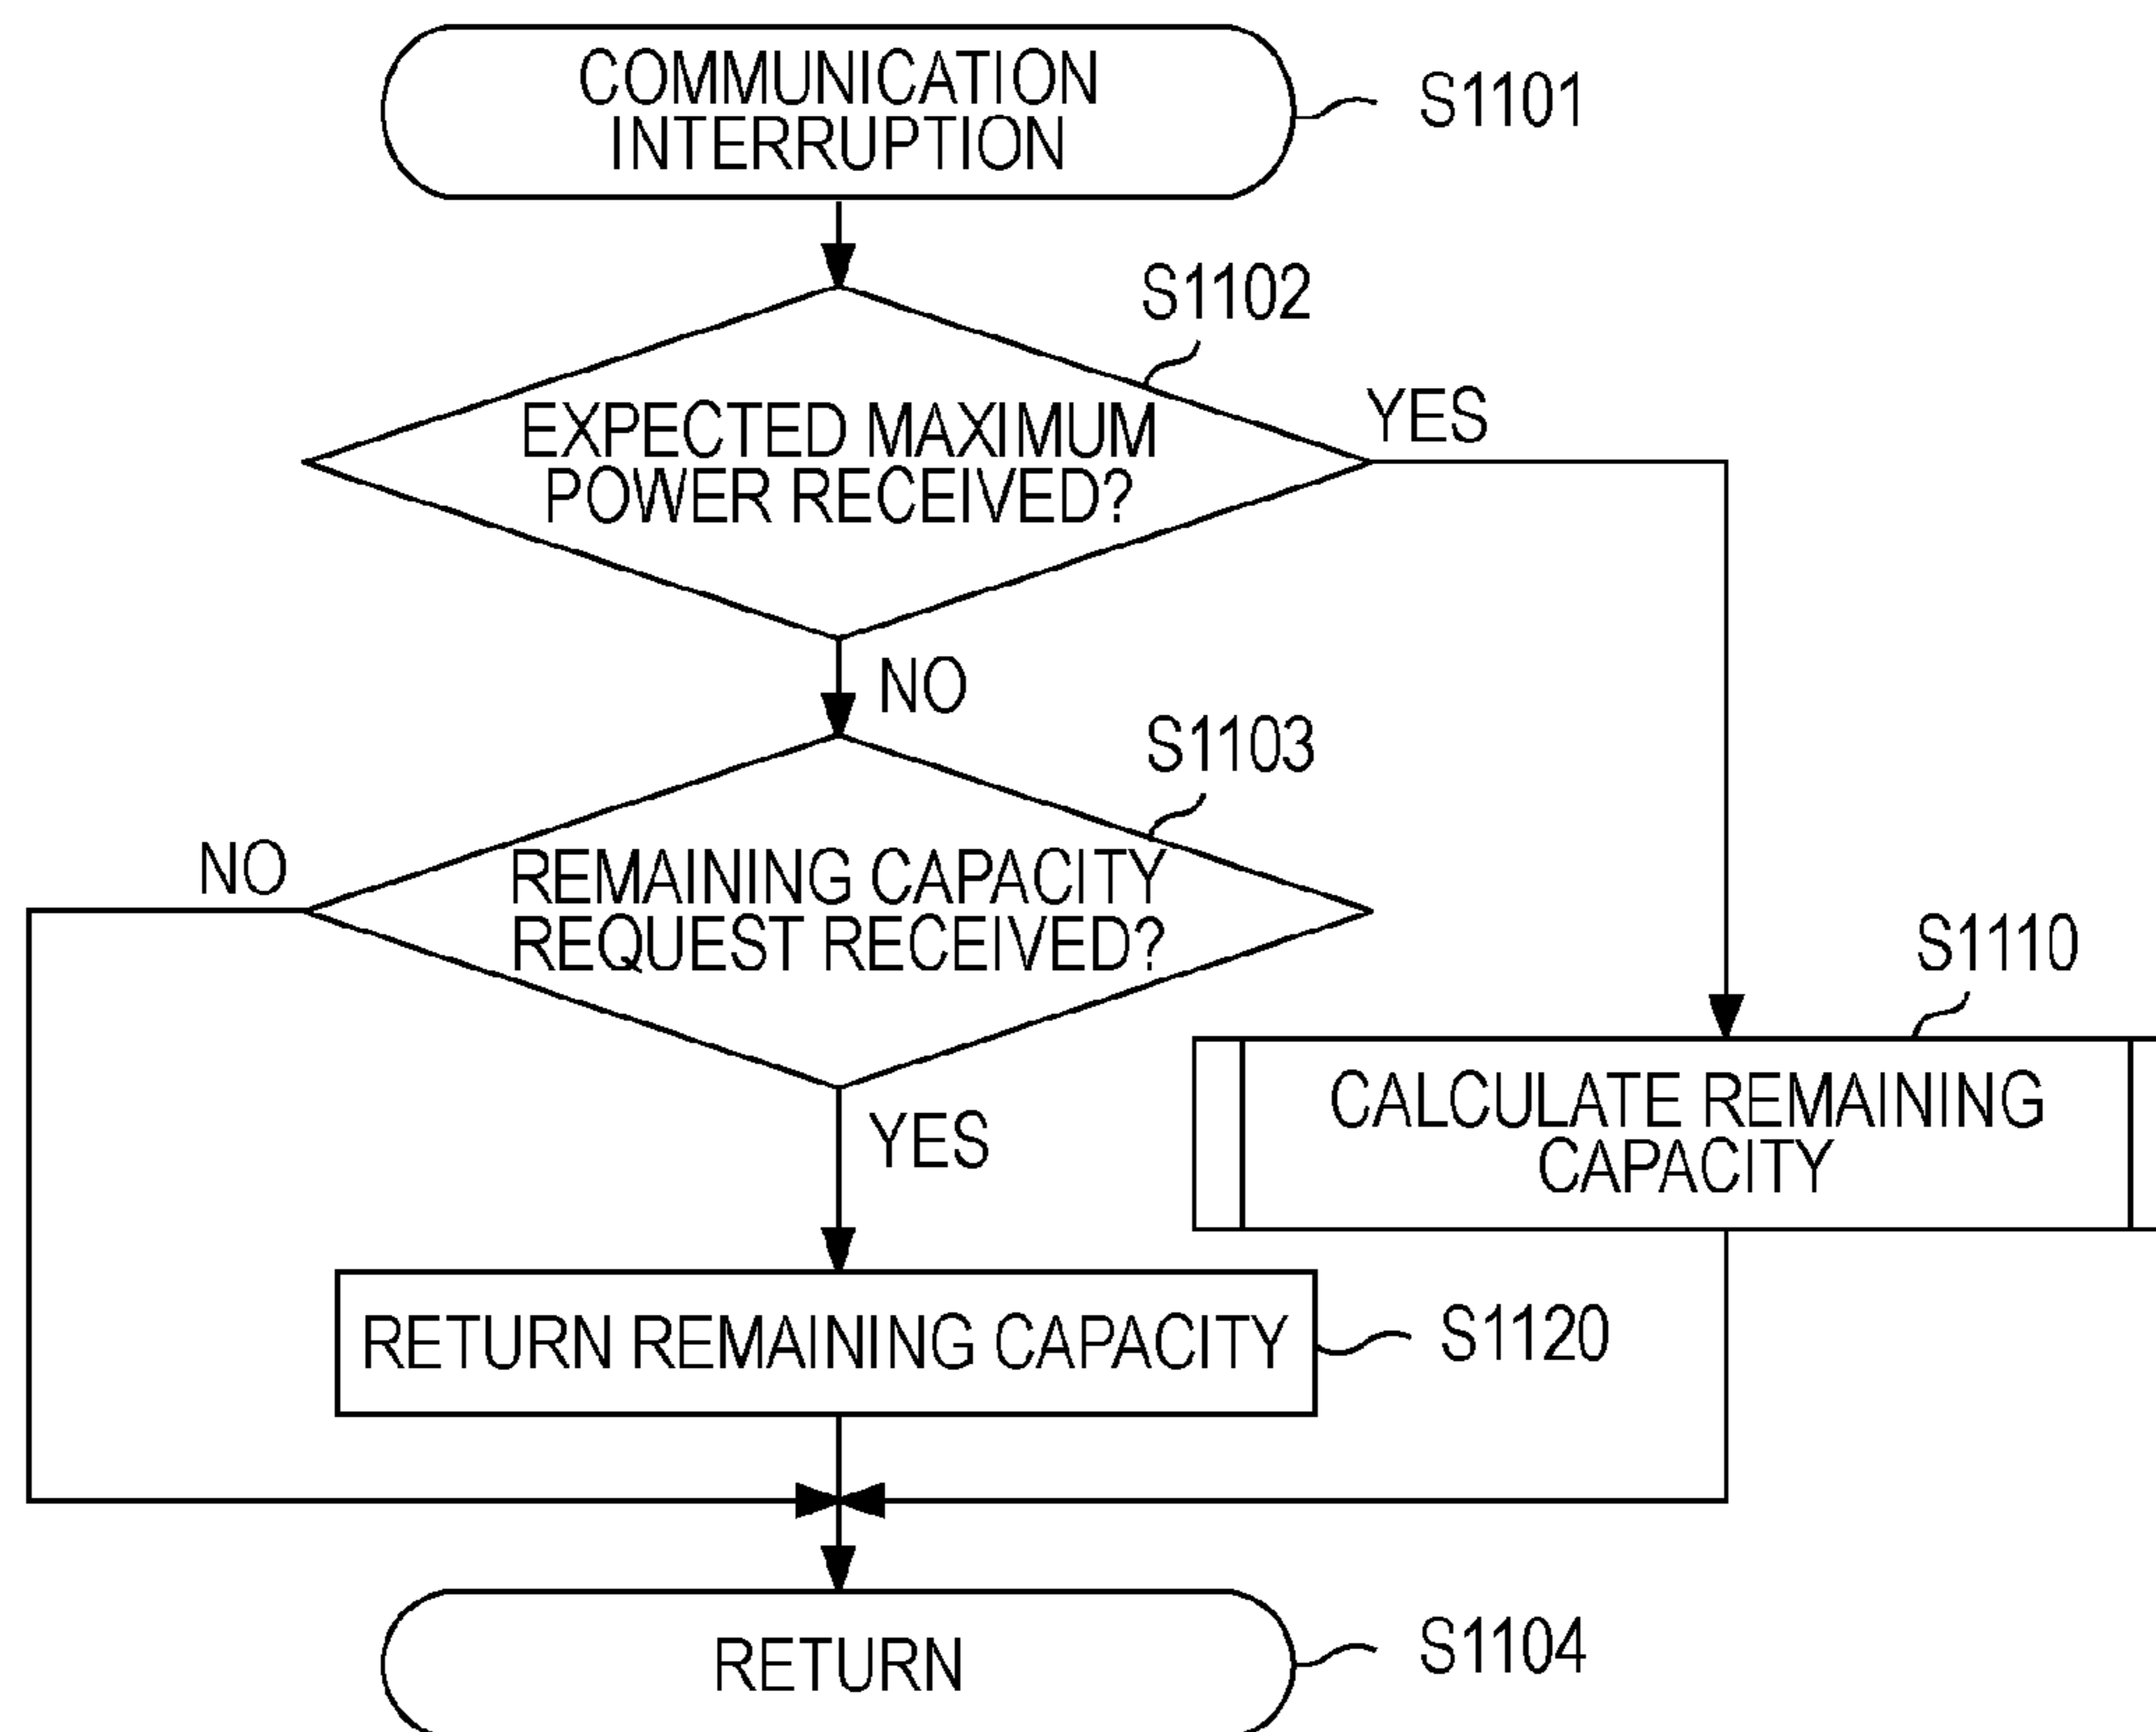 COMMUNICATION
INTERRUPTION
S1101
S1102
EXPECTED MAXIMUM
POWER RECEIVED?
YES
NO
S1103
NO
REMAINING CAPACITY
REQUEST RECEIVED?
S1110
YES
CALCULATE REMAINING
CAPACITY
RETURN REMAINING CAPACITY
S1120
RETURN
S1104